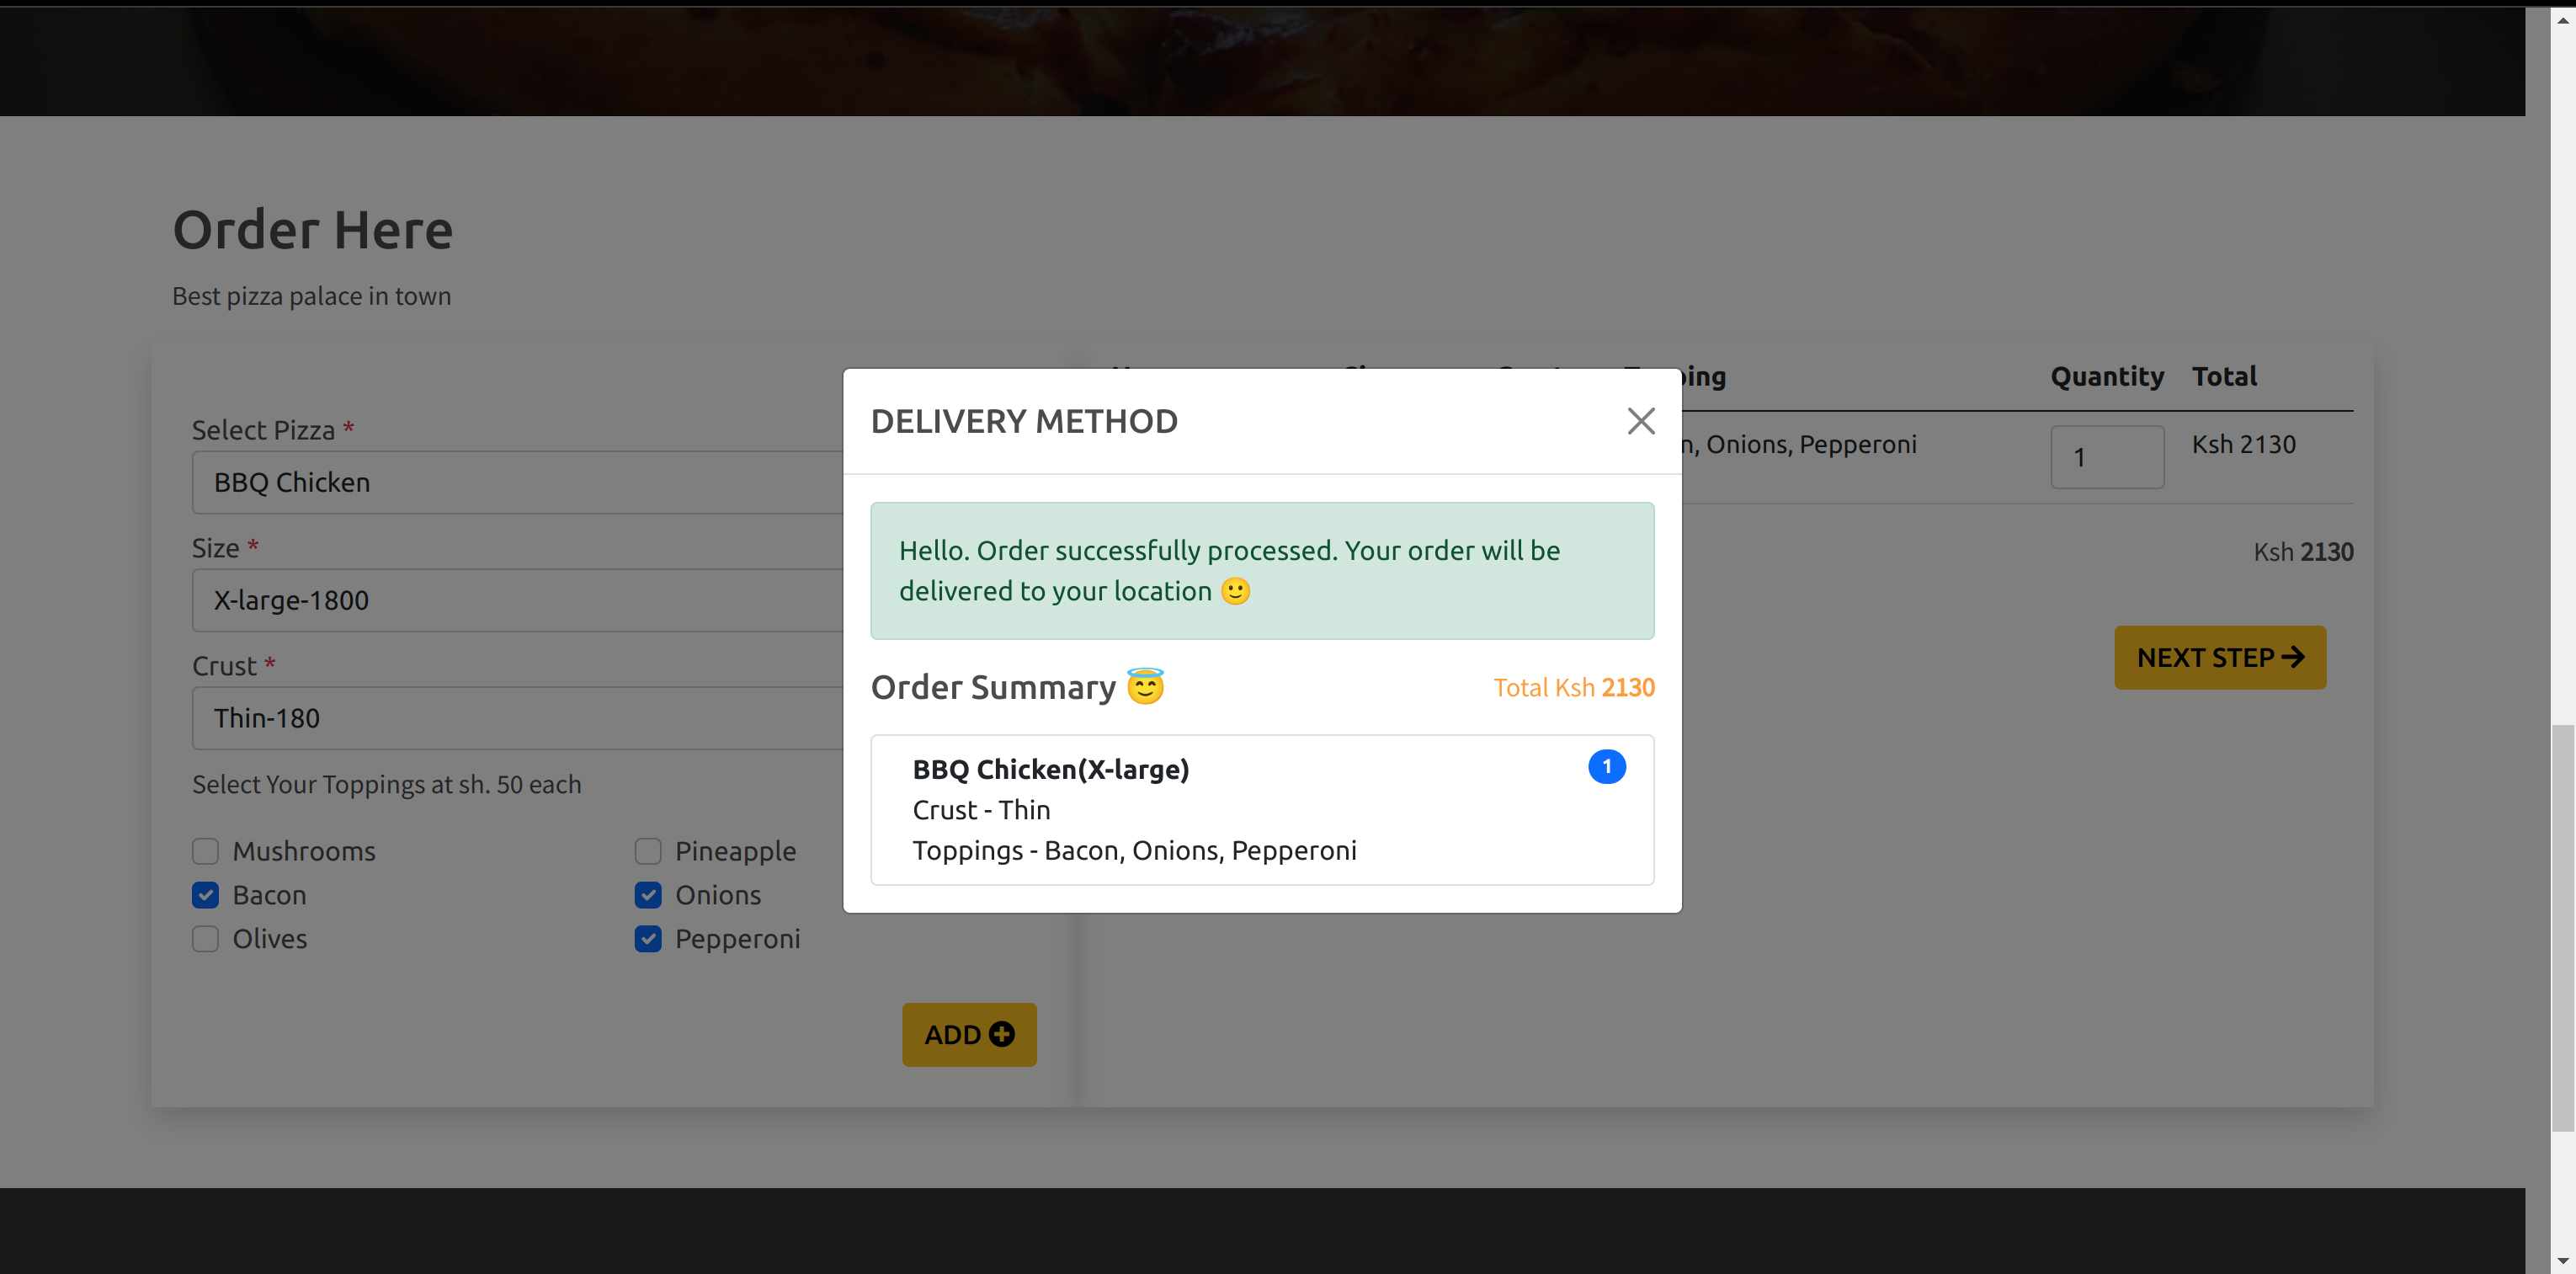 Order Here
Best pizza palace in town
Select Pizza *
BBQ Chicken
Size *
X-large-1800
Crust *
Thin-180
Select Your Toppings at sh. 50 each
Mushrooms
Pineapple
Bacon
Onions
Olives
Pepperoni
ADD
DELIVERY METHOD
Hello. Order successfully processed. Your order will be
delivered to your location 🙂
Order Summary 😇
Total Ksh 2130
BBQ Chicken(X-large)
1
Crust - Thin
Toppings - Bacon, Onions, Pepperoni
Quantity Total
Onions, Pepperoni
1
Ksh 2130
Ksh 2130
NEXT STEP